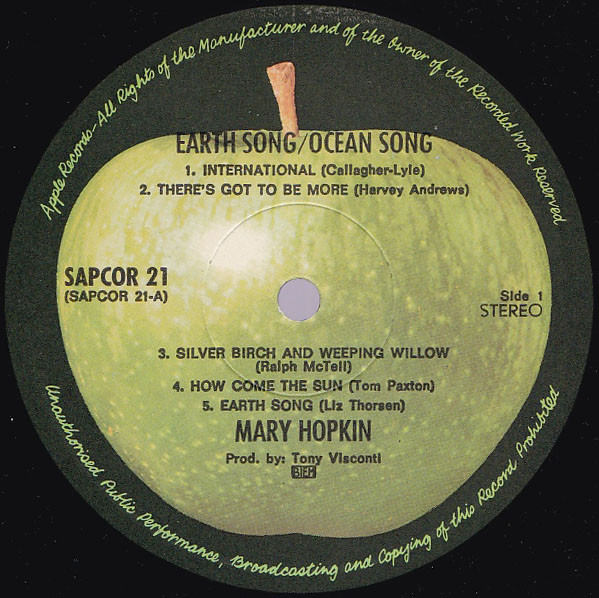 Apple Records-All Rights of the Manufacturer and of the Owner of the Recorded Work Reserved
EARTH SONG/OCEAN SONG
1. INTERNATIONAL (Callagher-Lyle)
2. THERE'S GOT TO BE MORE (Harvey Andrews)
SAPCOR 21
(SAPCOR 21-A)
Side 1
STEREO
3. SILVER BIRCH AND WEEPING WILLOW
(Ralph McTell)
4. HOW COME THE SUN (Tom Paxton)
5. EARTH SONG (Liz Thorsen)
MARY HOPKIN
Prod. by: Tony Visconti
BIEM
Unauthorised Public Performance, Broadcasting and Copying of this Record Prohibited